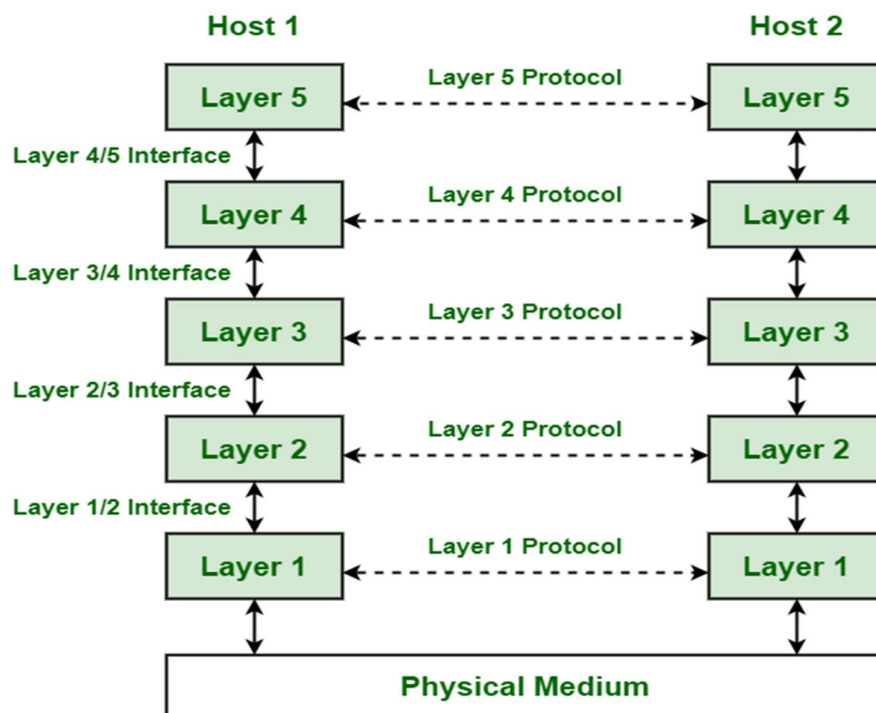 Host 1 Host 2
Layer 5 Layer 5 Protocol Layer 5
Layer 4/5 Interface
Layer 4 Layer 4 Protocol Layer 4
Layer 3/4 Interface
Layer 3 Layer 3 Protocol Layer 3
Layer 2/3 Interface
Layer 2 Layer 2 Protocol Layer 2
Layer 1/2 Interface
Layer 1 Layer 1 Protocol Layer 1
Physical Medium